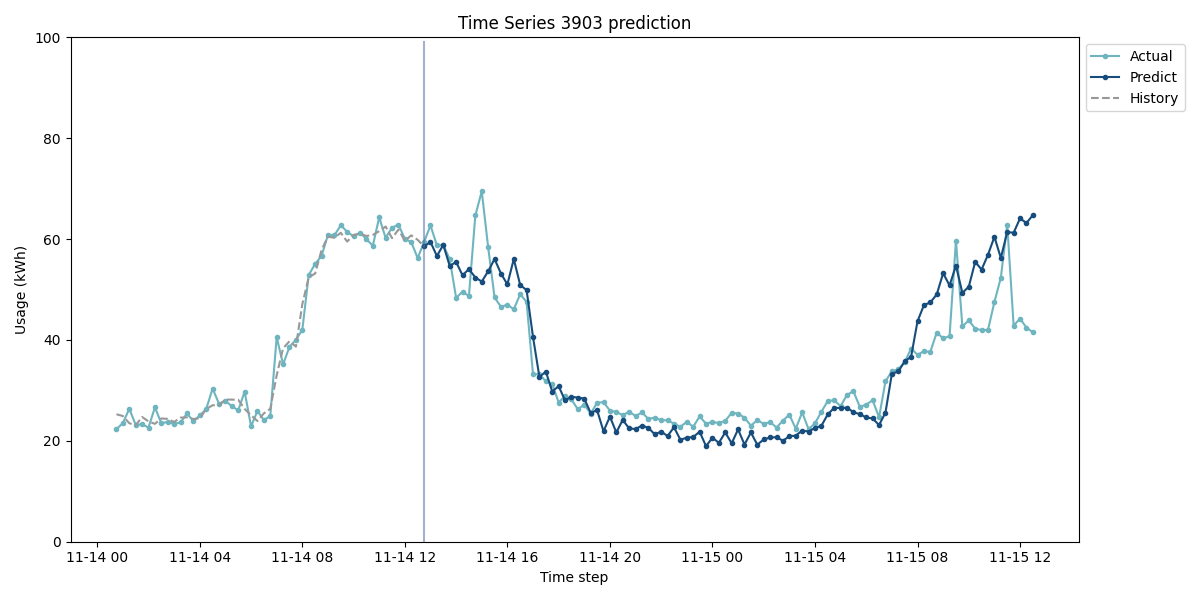 Time Series 3903 prediction
100
80
60
40
20
0
Usage (kWh)
11-14 00
11-14 04
11-14 08
11-14 12
11-14 16
11-14 20
11-15 00
11-15 04
11-15 08
11-15 12
Time step
Actual
Predict
History